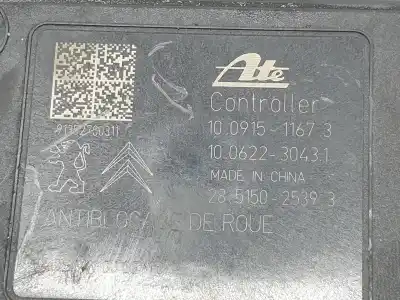 Ate
Controller
10.0915-1167 3
10.0622-3043.1
MADE IN CHINA
28.5150-2539 3
DE ROUE